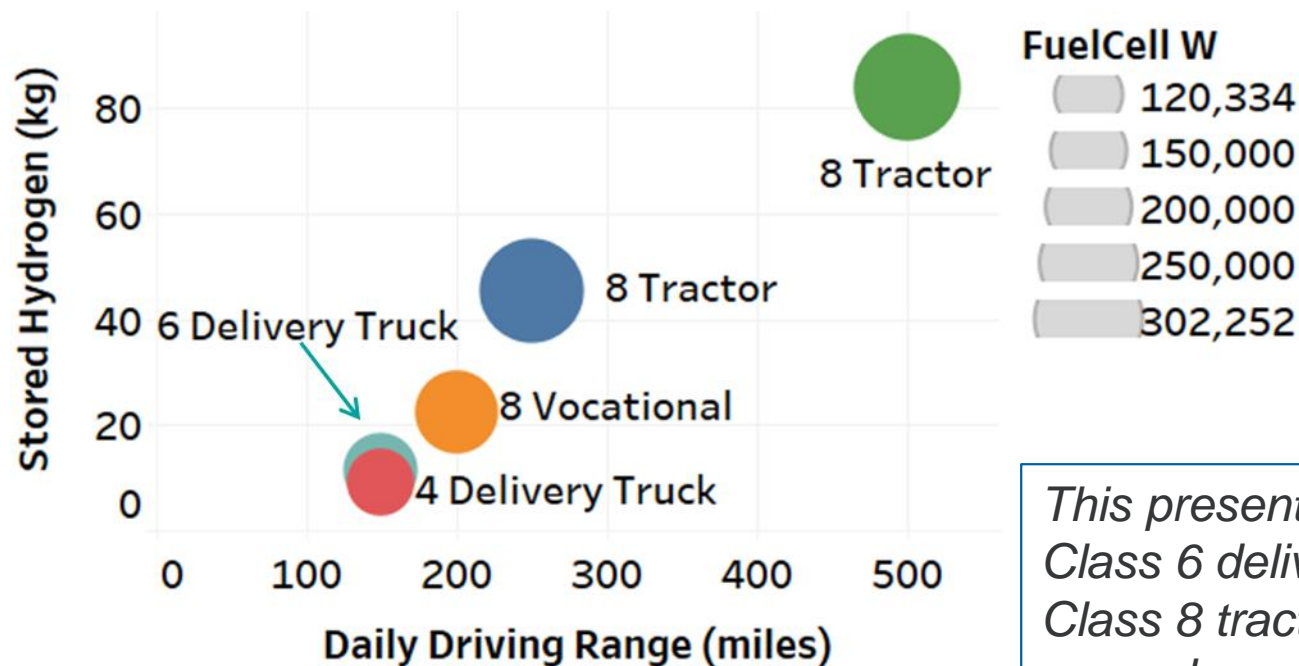 Stored Hydrogen (kg)
80
60
40
20
0
8 Tractor
8 Tractor
6 Delivery Truck
8 Vocational
4 Delivery Truck
0 100 200 300 400 500
Daily Driving Range (miles)
FuelCell W
120,334
150,000
200,000
250,000
302,252
This present
Class 6 deliv
Class 8 tract